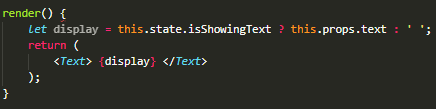 render() {
    let display = this.state.isShowingText ? this.props.text : ' ';
    return (
        <Text> {display} </Text>
    );
}